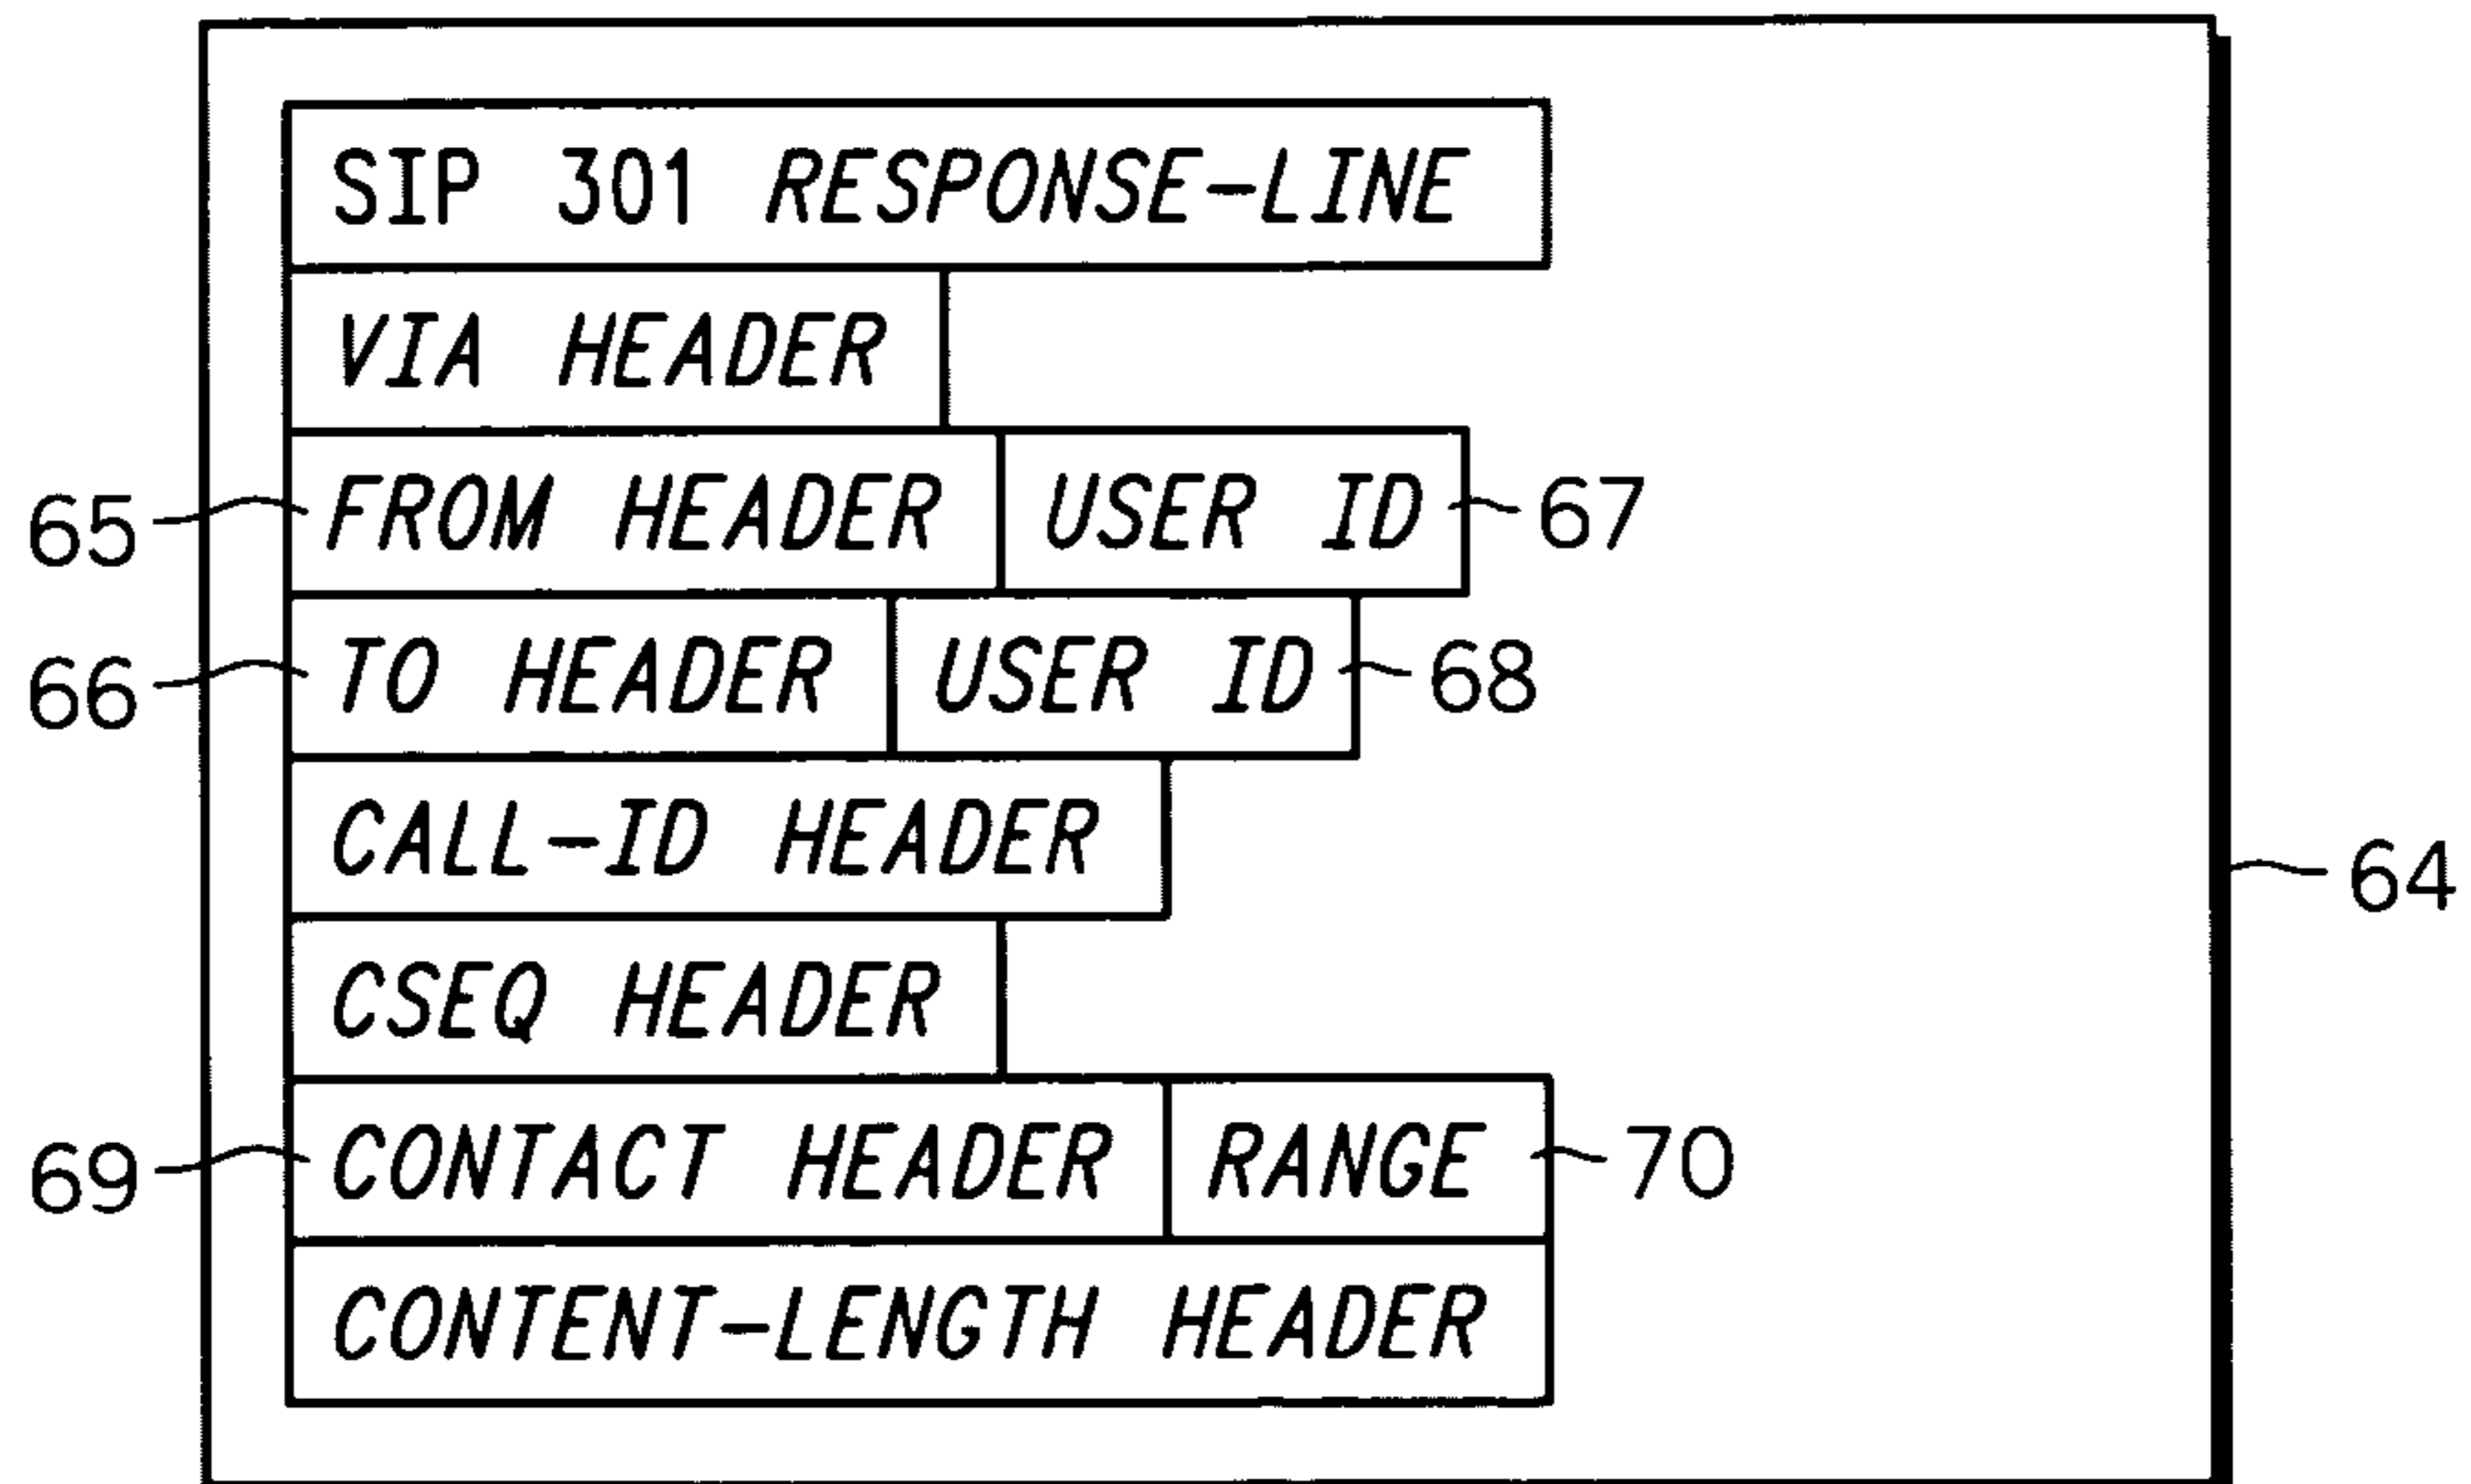 SIP 301 RESPONSE-LINE
VIA HEADER
65 FROM HEADER USER ID 67
66 TO HEADER USER ID 68
CALL-ID HEADER
64
CSEQ HEADER
69 CONTACT HEADER RANGE 70
CONTENT-LENGTH HEADER